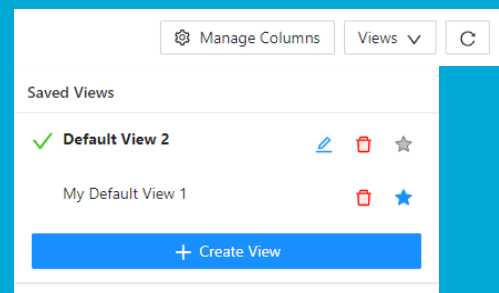 Manage Columns Views
Saved Views
Default View 2
My Default View 1
Create View